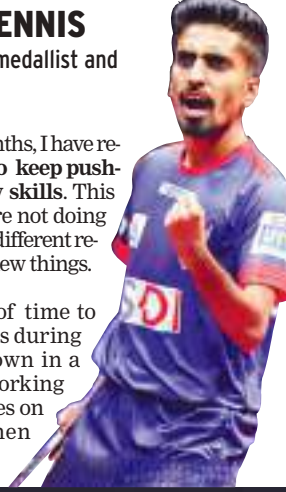 ENNIS
medallist and
nths, I have re-
o keep push-
skills. This
re not doing
different re-
ew things.
of time to
s during
own in a
orking
es on
hen